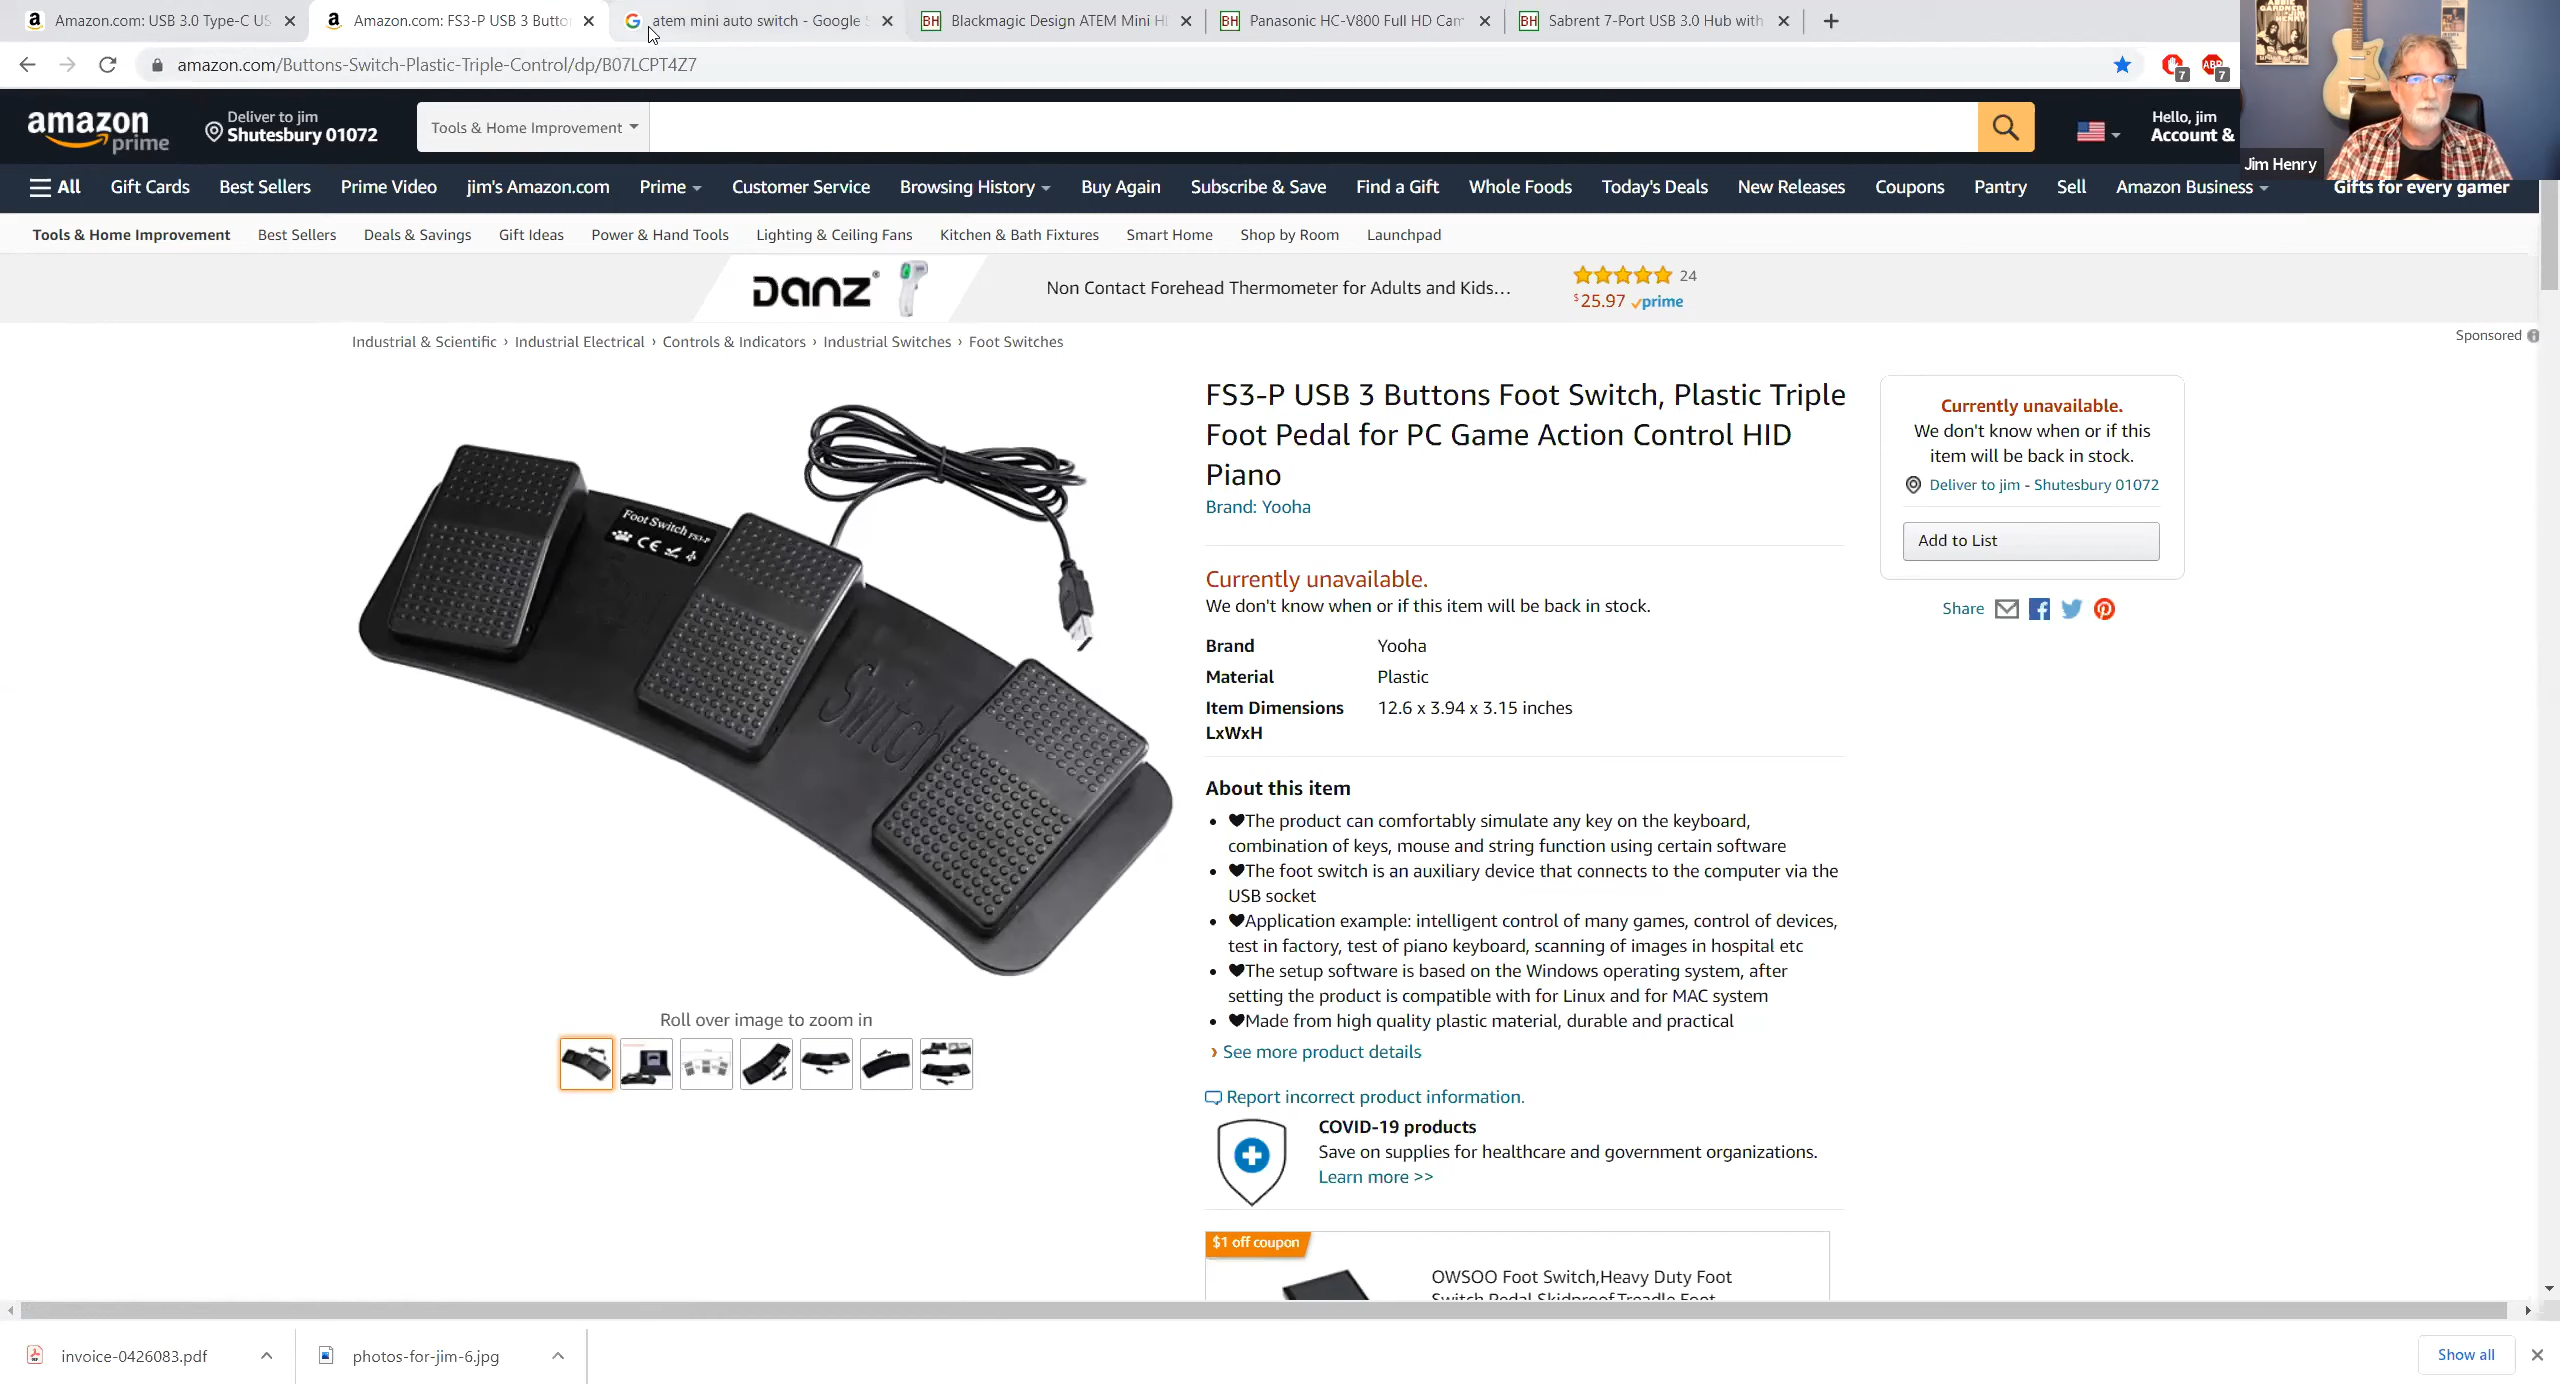 Amazon.com: USB 3.0 Type-C US
Amazon.com: FS3-P USB 3 Butto
atem mini auto switch - Google S
Blackmagic Design ATEM Mini H
Panasonic HC-V800 Full HD Cam
Sabrent 7-Port USB 3.0 Hub with
amazon.com/Buttons-Switch-Plastic-Triple-Control/dp/B07LCPT4Z7
7
ABP
7
amazon
prime
Deliver to jim
Shutesbury 01072
Tools & Home Improvement
Hello, jim
Account &
Jim Henry
All
Gift Cards
Best Sellers
Prime Video
jim's Amazon.com
Prime
Customer Service
Browsing History
Buy Again
Subscribe & Save
Find a Gift
Whole Foods
Today's Deals
New Releases
Coupons
Pantry
Sell
Amazon Business
Gifts for every gamer
Tools & Home Improvement
Best Sellers
Deals & Savings
Gift Ideas
Power & Hand Tools
Lighting & Ceiling Fans
Kitchen & Bath Fixtures
Smart Home
Shop by Room
Launchpad
Danz
Non Contact Forehead Thermometer for Adults and Kids…
24
$25.97 prime
Sponsored
Industrial & Scientific › Industrial Electrical › Controls & Indicators › Industrial Switches › Foot Switches
Foot Switch FS3-P
CE
Switch
Roll over image to zoom in
FS3-P USB 3 Buttons Foot Switch, Plastic Triple
Foot Pedal for PC Game Action Control HID
Piano
Brand: Yooha
Currently unavailable.
We don't know when or if this item will be back in stock.
Brand Yooha
Material Plastic
Item Dimensions 12.6 x 3.94 x 3.15 inches
LxWxH
About this item
• ♥The product can comfortably simulate any key on the keyboard,
combination of keys, mouse and string function using certain software
• ♥The foot switch is an auxiliary device that connects to the computer via the
USB socket
• ♥Application example: intelligent control of many games, control of devices,
test in factory, test of piano keyboard, scanning of images in hospital etc
• ♥The setup software is based on the Windows operating system, after
setting the product is compatible with for Linux and for MAC system
• ♥Made from high quality plastic material, durable and practical
› See more product details
Report incorrect product information.
COVID-19 products
Save on supplies for healthcare and government organizations.
Learn more >>
$1 off coupon
OWSOO Foot Switch,Heavy Duty Foot
Switch Pedal Skidproof Treadle Foot
Currently unavailable.
We don't know when or if this
item will be back in stock.
Deliver to jim - Shutesbury 01072
Add to List
Share
invoice-0426083.pdf
photos-for-jim-6.jpg
Show all